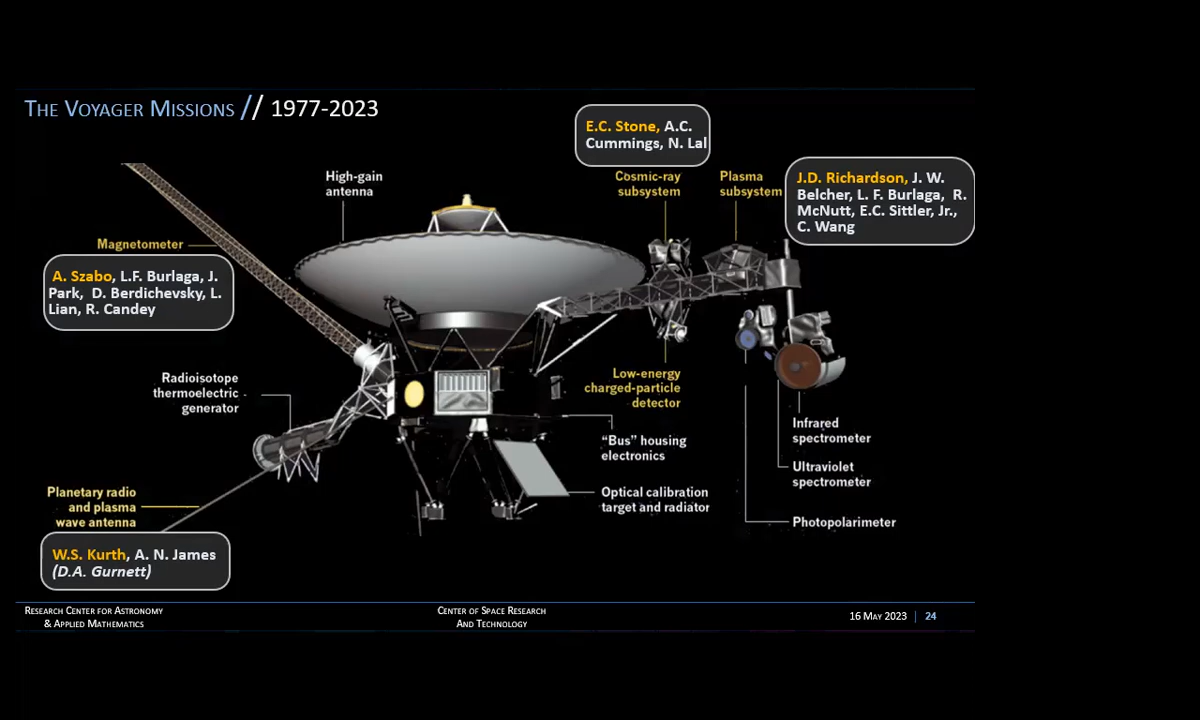 THE VOYAGER MISSIONS // 1977-2023
E.C. Stone, A.C.
Cummings, N. Lal
High-gain
antenna
Cosmic-ray
subsystem
Plasma
subsystem
J.D. Richardson, J. W.
Belcher, L. F. Burlaga, R.
McNutt, E.C. Sittler, Jr.,
C. Wang
Magnetometer
A. Szabo, L.F. Burlaga, J.
Park, D. Berdichevsky, L.
Lian, R. Candey
Radioisotope
thermoelectric
generator
Low-energy
charged-particle
detector
"Bus" housing
electronics
Infrared
spectrometer
Ultraviolet
spectrometer
Planetary radio
and plasma
wave antenna
Optical calibration
target and radiator
Photopolarimeter
W.S. Kurth, A. N. James
(D.A. Gurnett)
RESEARCH CENTER FOR ASTRONOMY
& APPLIED MATHEMATICS
CENTER OF SPACE RESEARCH
AND TECHNOLOGY
16 MAY 2023 | 24